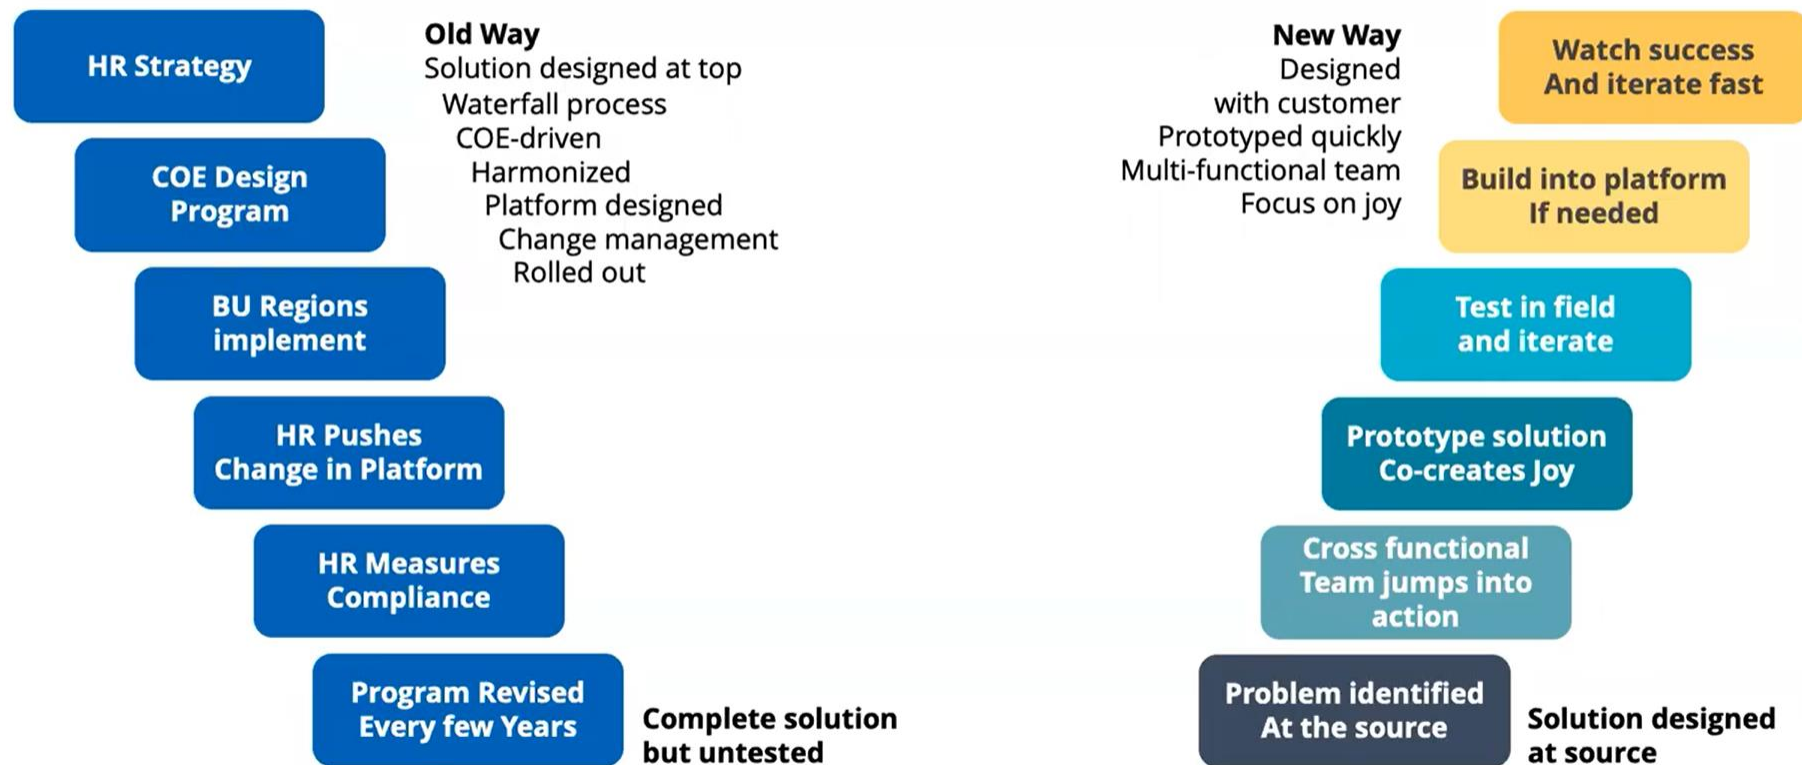 HR Strategy
COE Design
Program
BU Regions
implement
HR Pushes
Change in Platform
HR Measures
Compliance
Program Revised
Every few Years
Old Way
Solution designed at top
Waterfall process
COE-driven
Harmonized
Platform designed
Change management
Rolled out
Complete solution
but untested
New Way
Designed
with customer
Prototyped quickly
Multi-functional team
Focus on joy
Watch success
And iterate fast
Build into platform
If needed
Test in field
and iterate
Prototype solution
Co-creates Joy
Cross functional
Team jumps into
action
Problem identified
At the source
Solution designed
at source